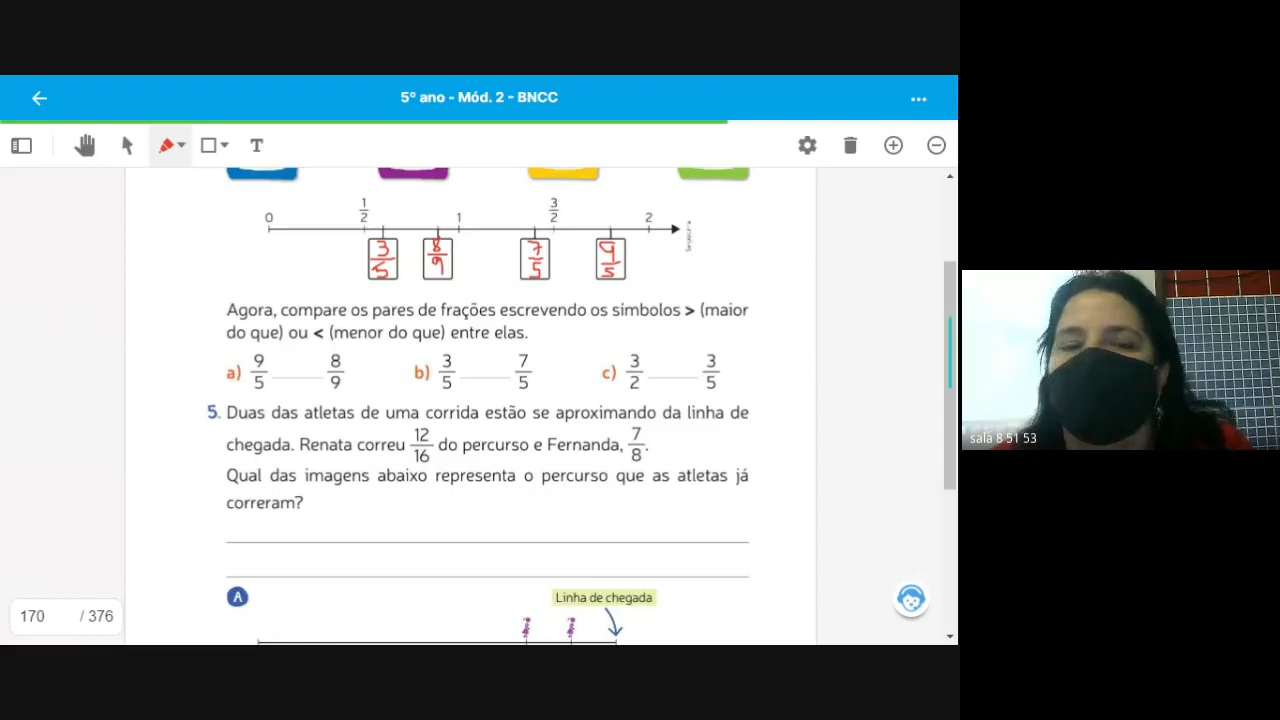 5º ano - Mód. 2 - BNCC
T
0 1/2 1 3/2 2
3/5 8/9 7/5 9/5
Agora, compare os pares de frações escrevendo os símbolos > (maior
do que) ou < (menor do que) entre elas.
a) 9/5 ____ 8/9 b) 3/5 ____ 7/5 c) 3/2 ____ 3/5
5. Duas das atletas de uma corrida estão se aproximando da linha de
chegada. Renata correu 12/16 do percurso e Fernanda, 7/8.
Qual das imagens abaixo representa o percurso que as atletas já
correram?
A
Linha de chegada
170 / 376
sala 8 51 53